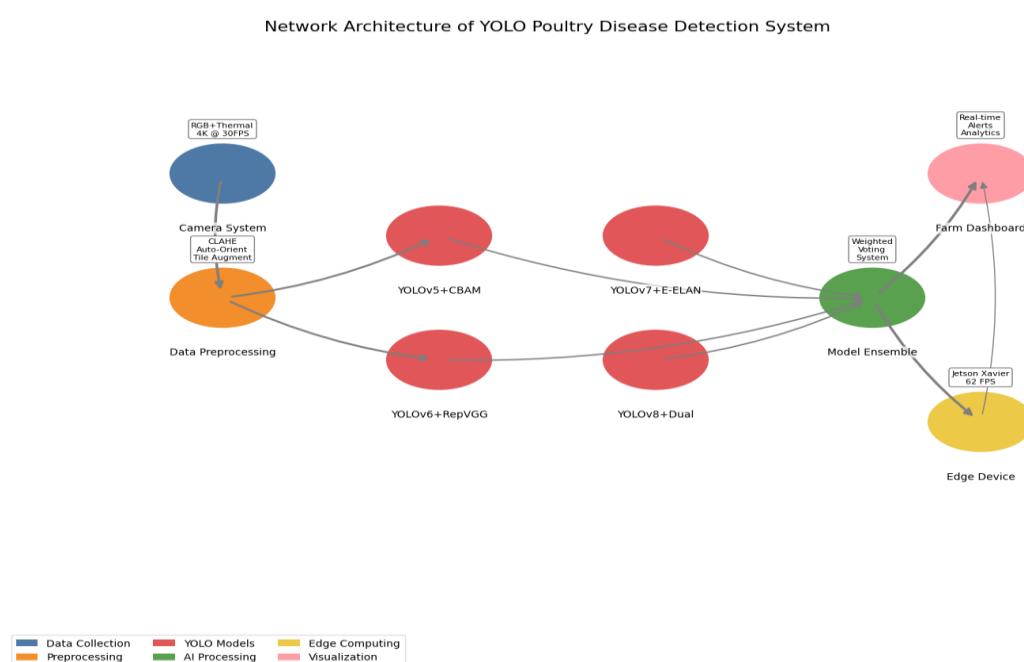 Network Architecture of YOLO Poultry Disease Detection System
RGB+Thermal
4K @ 30FPS
Camera System
CLAHE
Auto-Orient
Tile Augment
Data Preprocessing
YOLOv5+CBAM
YOLOv6+RepVGG
YOLOv7+E-ELAN
YOLOv8+Dual
Weighted
Voting
System
Model Ensemble
Real-time
Alerts
Analytics
Farm Dashboard
Jetson Xavier
62 FPS
Edge Device
Data Collection
Preprocessing
YOLO Models
AI Processing
Edge Computing
Visualization